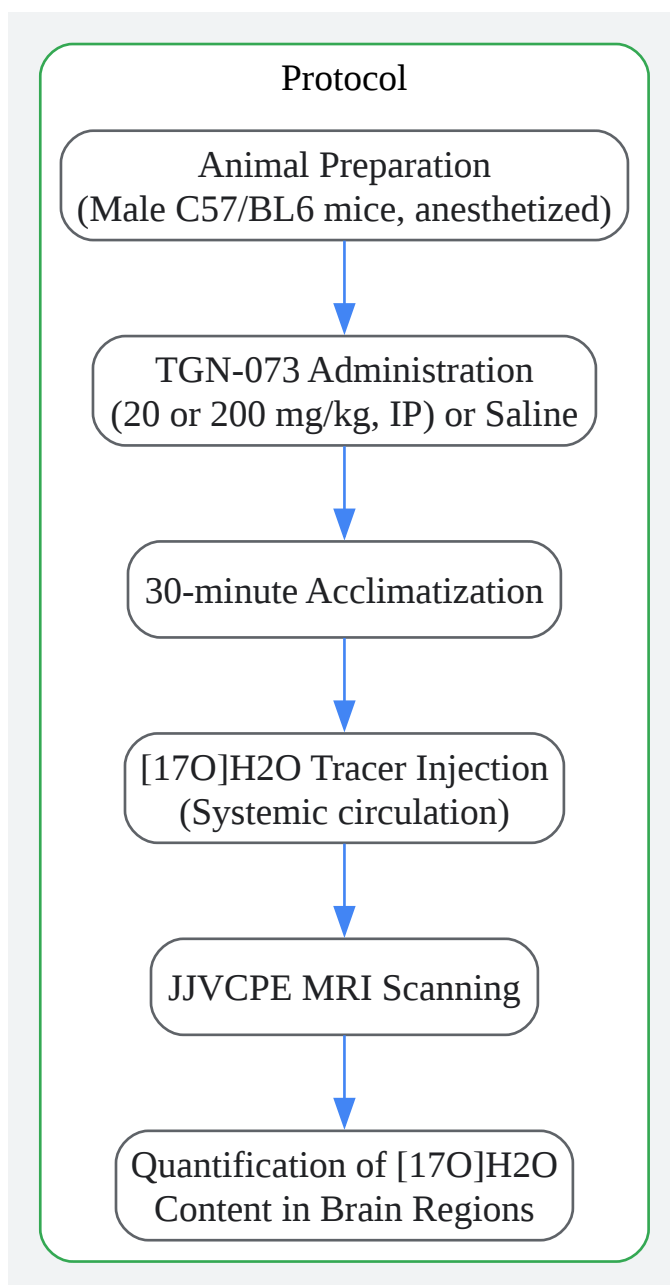 Protocol
Animal Preparation
(Male C57/BL6 mice, anesthetized)
TGN-073 Administration
(20 or 200 mg/kg, IP) or Saline
30-minute Acclimatization
[17O]H2O Tracer Injection
(Systemic circulation)
JJVCPE MRI Scanning
Quantification of [17O]H2O
Content in Brain Regions